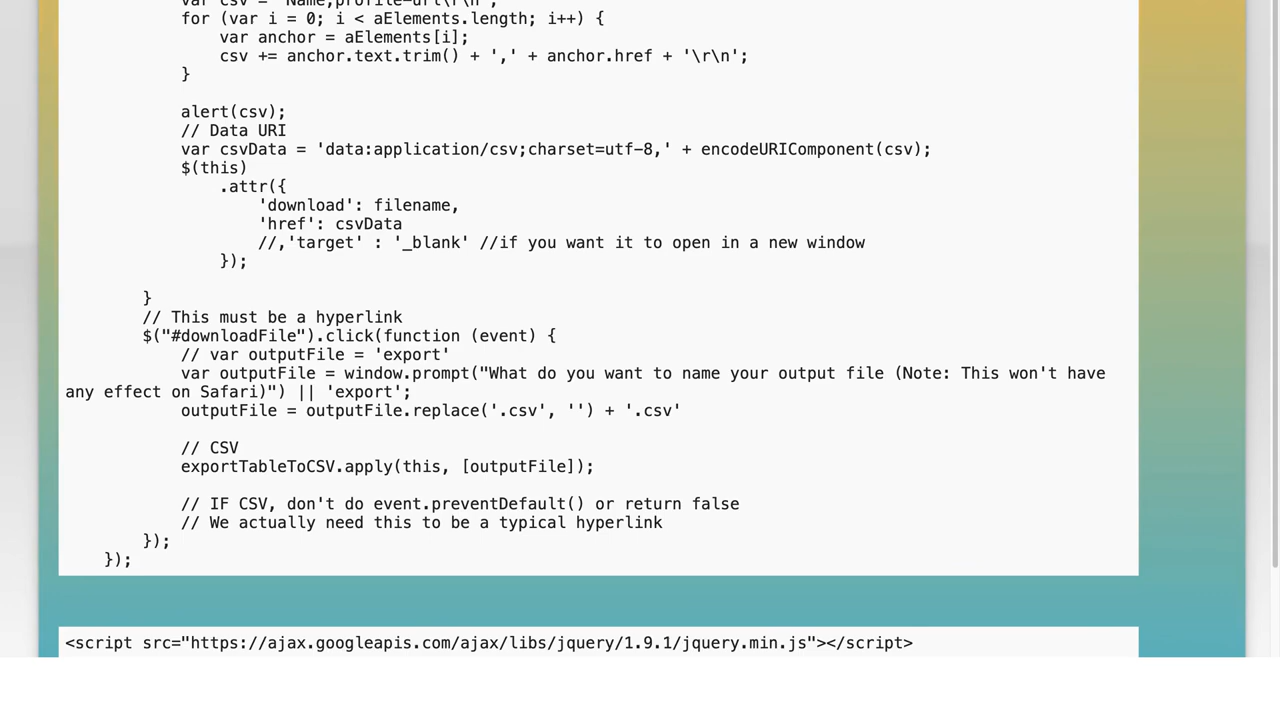 var csv = 'Name,profile-url\r\n';
for (var i = 0; i < aElements.length; i++) {
var anchor = aElements[i];
csv += anchor.text.trim() + ',' + anchor.href + '\r\n';
}
alert(csv);
// Data URI
var csvData = 'data:application/csv;charset=utf-8,' + encodeURIComponent(csv);
$(this)
.attr({
'download': filename,
'href': csvData
//,'target' : '_blank' //if you want it to open in a new window
});
}
// This must be a hyperlink
$("#downloadFile").click(function (event) {
// var outputFile = 'export'
var outputFile = window.prompt("What do you want to name your output file (Note: This won't have
any effect on Safari)") || 'export';
outputFile = outputFile.replace('.csv', '') + '.csv'
// CSV
exportTableToCSV.apply(this, [outputFile]);
// IF CSV, don't do event.preventDefault() or return false
// We actually need this to be a typical hyperlink
});
});
<script src="https://ajax.googleapis.com/ajax/libs/jquery/1.9.1/jquery.min.js"></script>